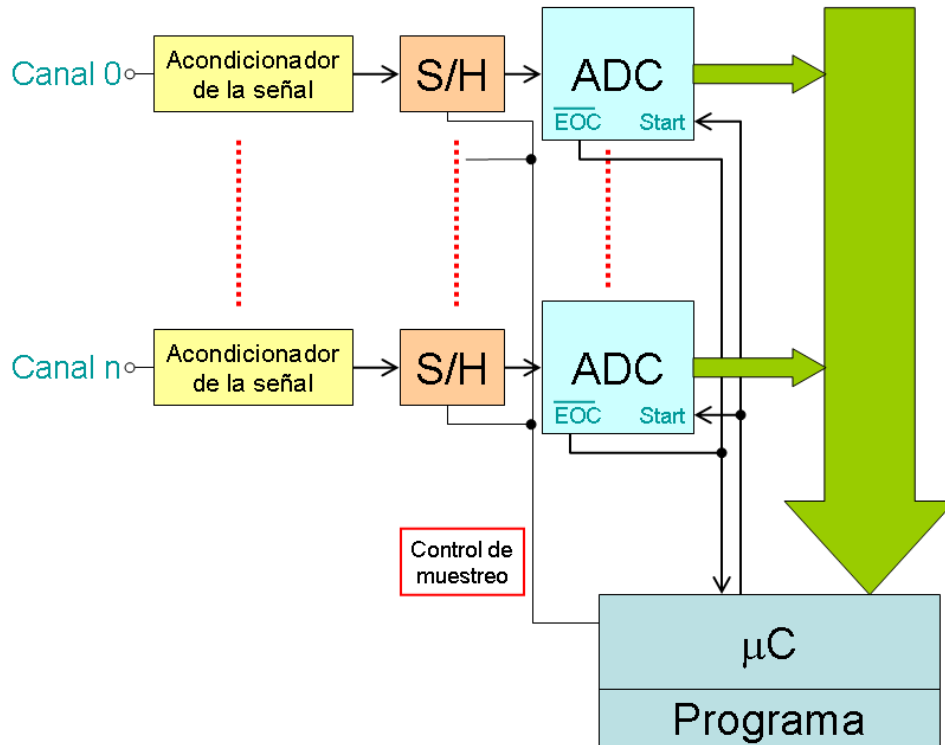 Canal 0
Acondicionador
de la señal
S/H
ADC
EOC
Start
Canal n
Acondicionador
de la señal
S/H
ADC
EOC
Start
Control de
muestreo
μC
Programa